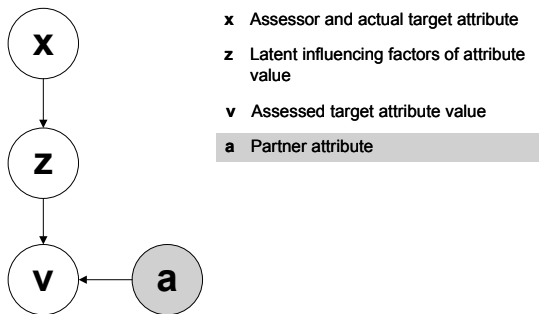 x
z
v
a
x Assessor and actual target attribute
z Latent influencing factors of attribute
value
v Assessed target attribute value
a Partner attribute